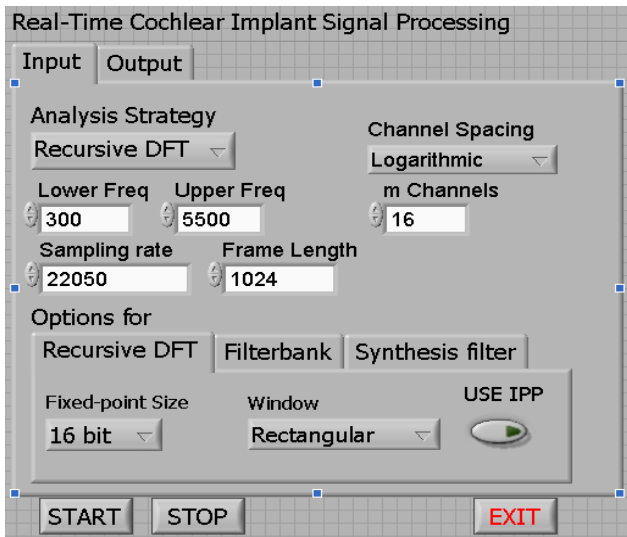 Real-Time Cochlear Implant Signal Processing
Input Output
Analysis Strategy
Channel Spacing
Recursive DFT
Logarithmic
Lower Freq Upper Freq m Channels
300 5500 16
Sampling rate Frame Length
22050 1024
Options for
Recursive DFT Filterbank Synthesis filter
Fixed-point Size Window USE IPP
16 bit Rectangular
START STOP EXIT